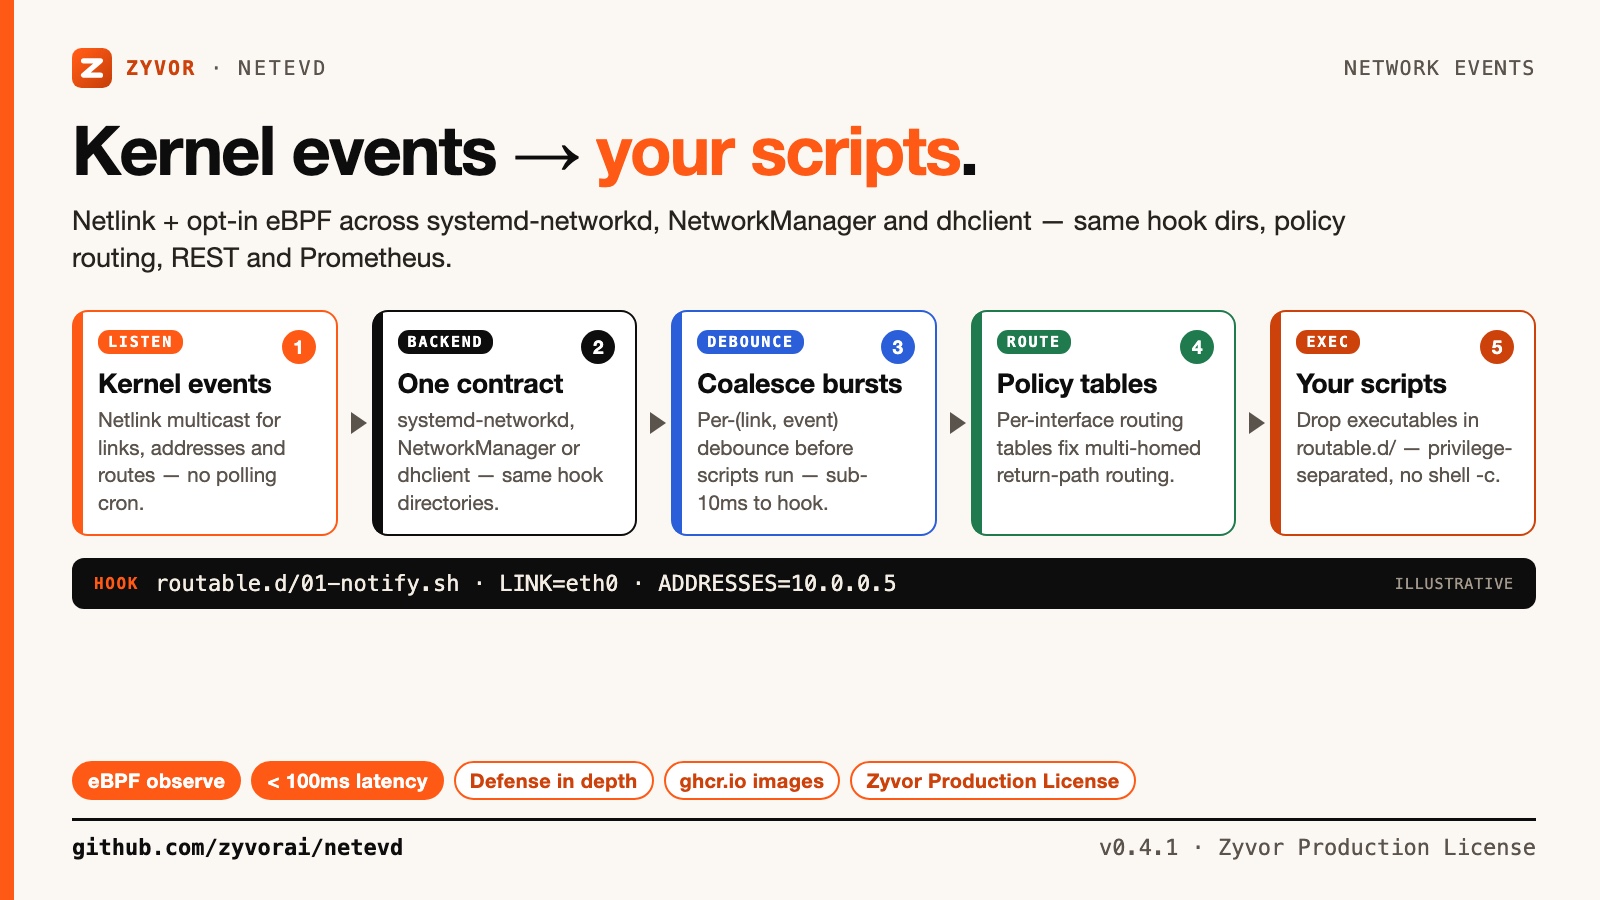 Z ZYVOR · NETEVD
NETWORK EVENTS
Kernel events → your scripts.
Netlink + opt-in eBPF across systemd-networkd, NetworkManager and dhclient — same hook dirs, policy
routing, REST and Prometheus.
LISTEN 1
Kernel events
Netlink multicast for
links, addresses and
routes — no polling
cron.
BACKEND 2
One contract
systemd-networkd,
NetworkManager or
dhclient — same hook
directories.
DEBOUNCE 3
Coalesce bursts
Per-(link, event)
debounce before
scripts run — sub-
10ms to hook.
ROUTE 4
Policy tables
Per-interface routing
tables fix multi-homed
return-path routing.
EXEC 5
Your scripts
Drop executables in
routable.d/ — privilege-
separated, no shell -c.
HOOK routable.d/01-notify.sh · LINK=eth0 · ADDRESSES=10.0.0.5
ILLUSTRATIVE
eBPF observe
< 100ms latency
Defense in depth
ghcr.io images
Zyvor Production License
github.com/zyvorai/netevd
v0.4.1 · Zyvor Production License